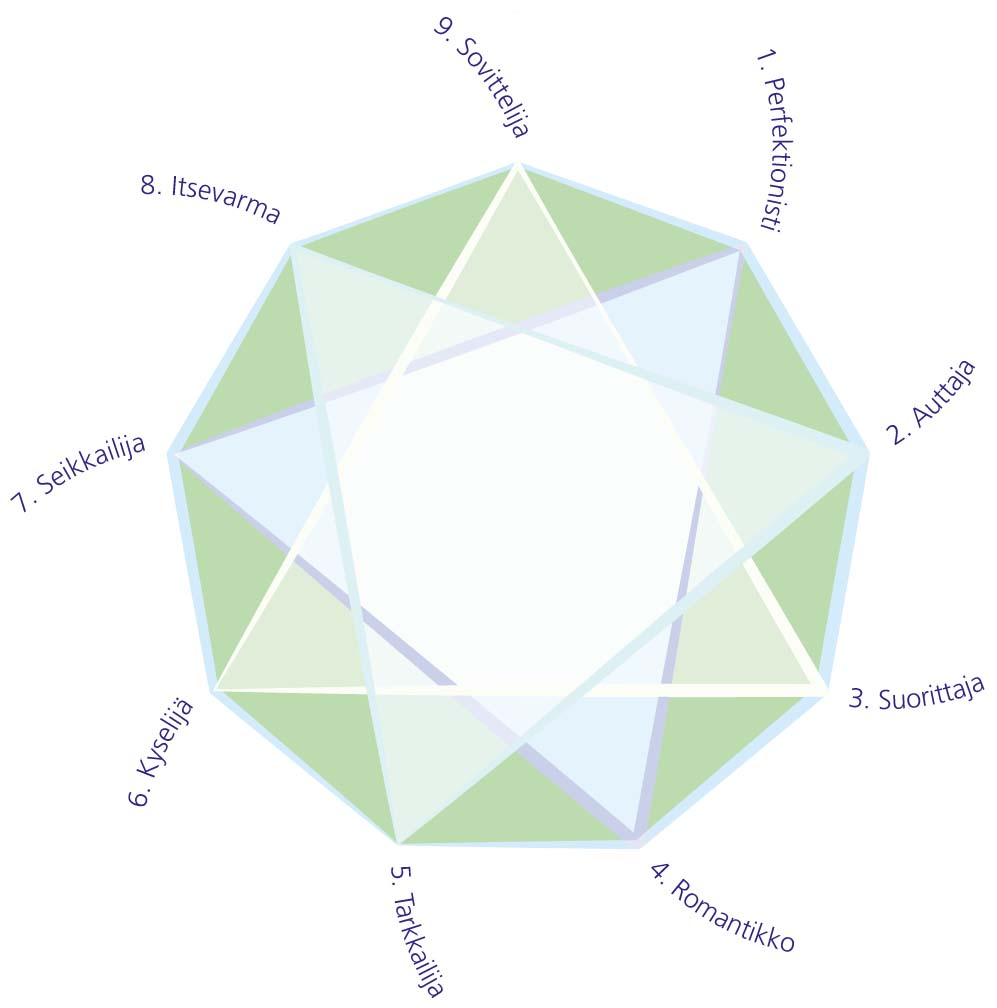 9. Sovittelija
1. Perfektionisti
2. Auttaja
3. Suorittaja
4. Romantikko
5. Tarkkailija
6. Kyselijä
7. Seikkailija
8. Itsevarma